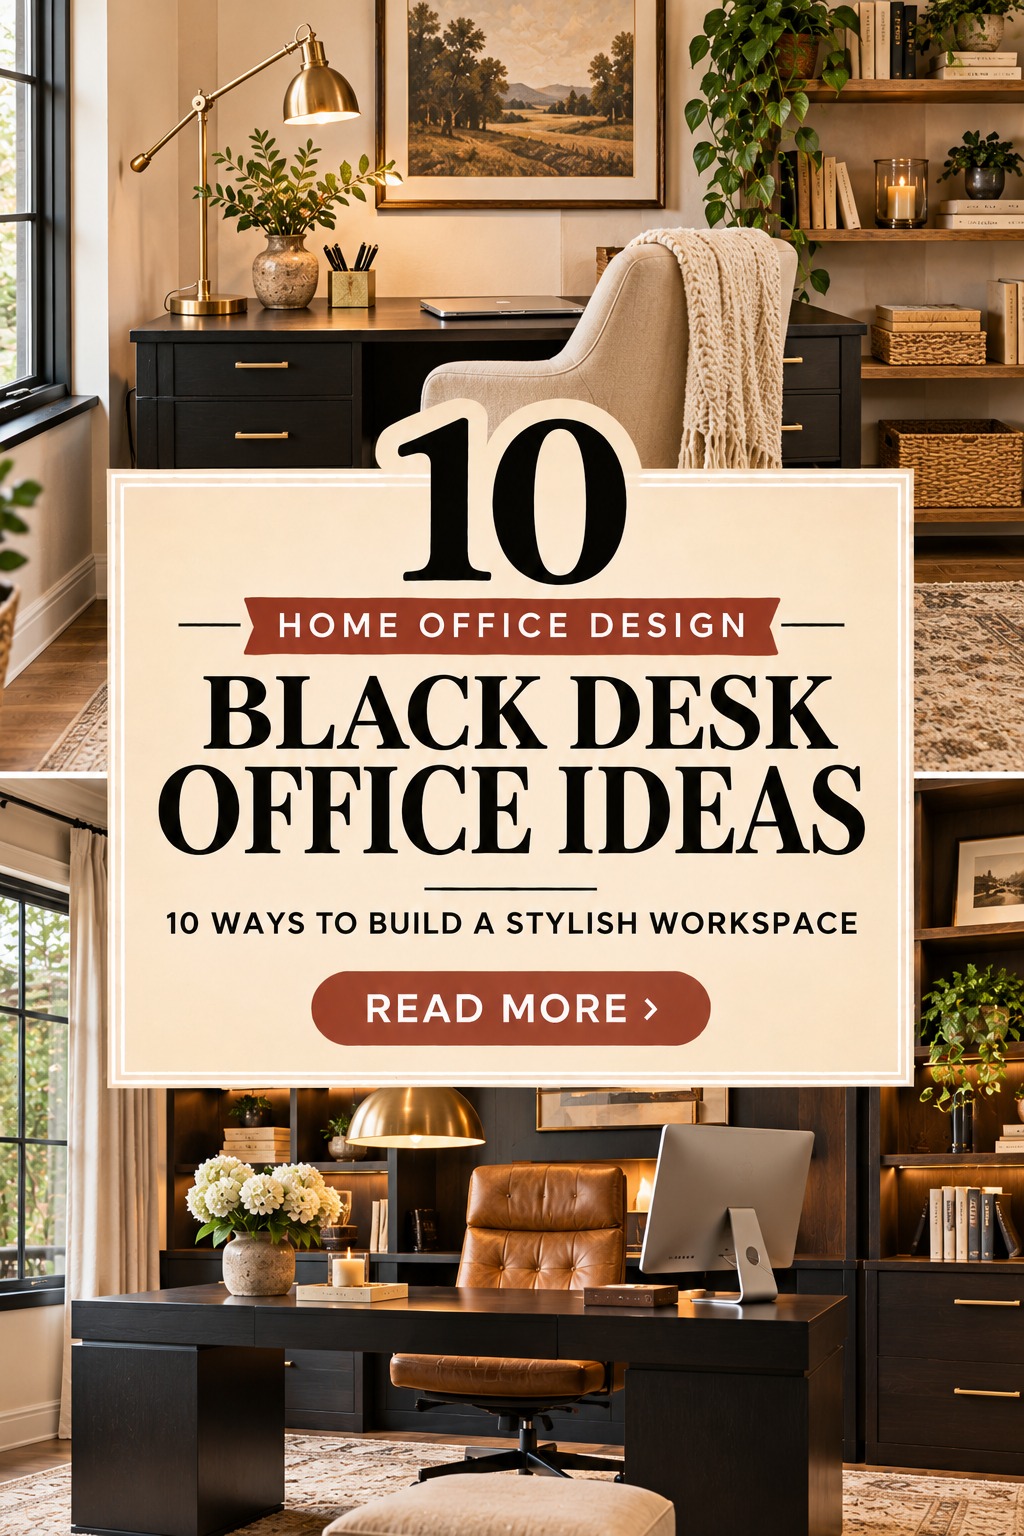 10
HOME OFFICE DESIGN
BLACK DESK
OFFICE IDEAS
10 WAYS TO BUILD A STYLISH WORKSPACE
READ MORE ›